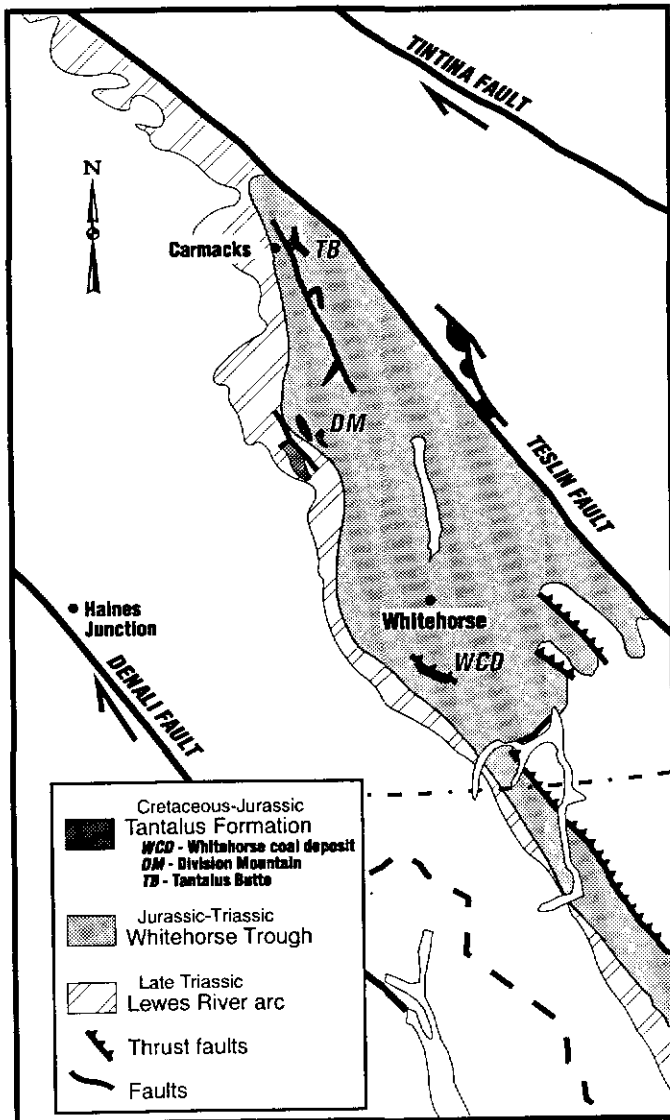 TINTINA FAULT
N
Carmacks
TB
DM
TESLIN FAULT
Haines
Junction
Whitehorse
WCD
DENALI FAULT
Cretaceous-Jurassic
Tantalus Formation
WCD - Whitehorse coal deposit
DM - Division Mountain
TB - Tantalus Butte
Jurassic-Triassic
Whitehorse Trough
Late Triassic
Lewes River arc
Thrust faults
Faults